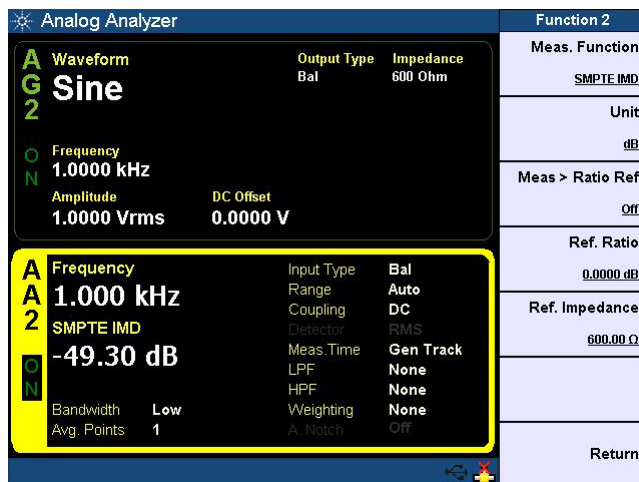 Analog Analyzer
Function 2
AG2
ON
Waveform
Sine
Output Type Impedance
Bal 600 Ohm
Frequency
1.0000 kHz
Amplitude DC Offset
1.0000 Vrms 0.0000 V
AA2
ON
Frequency
1.000 kHz
SMPTE IMD
-49.30 dB
Bandwidth Low
Avg. Points 1
Input Type Bal
Range Auto
Coupling DC
Detector RMS
Meas.Time Gen Track
LPF None
HPF None
Weighting None
A. Notch Off
Meas. Function
SMPTE IMD
Unit
dB
Meas > Ratio Ref
Off
Ref. Ratio
0.0000 dB
Ref. Impedance
600.00 Ω
Return